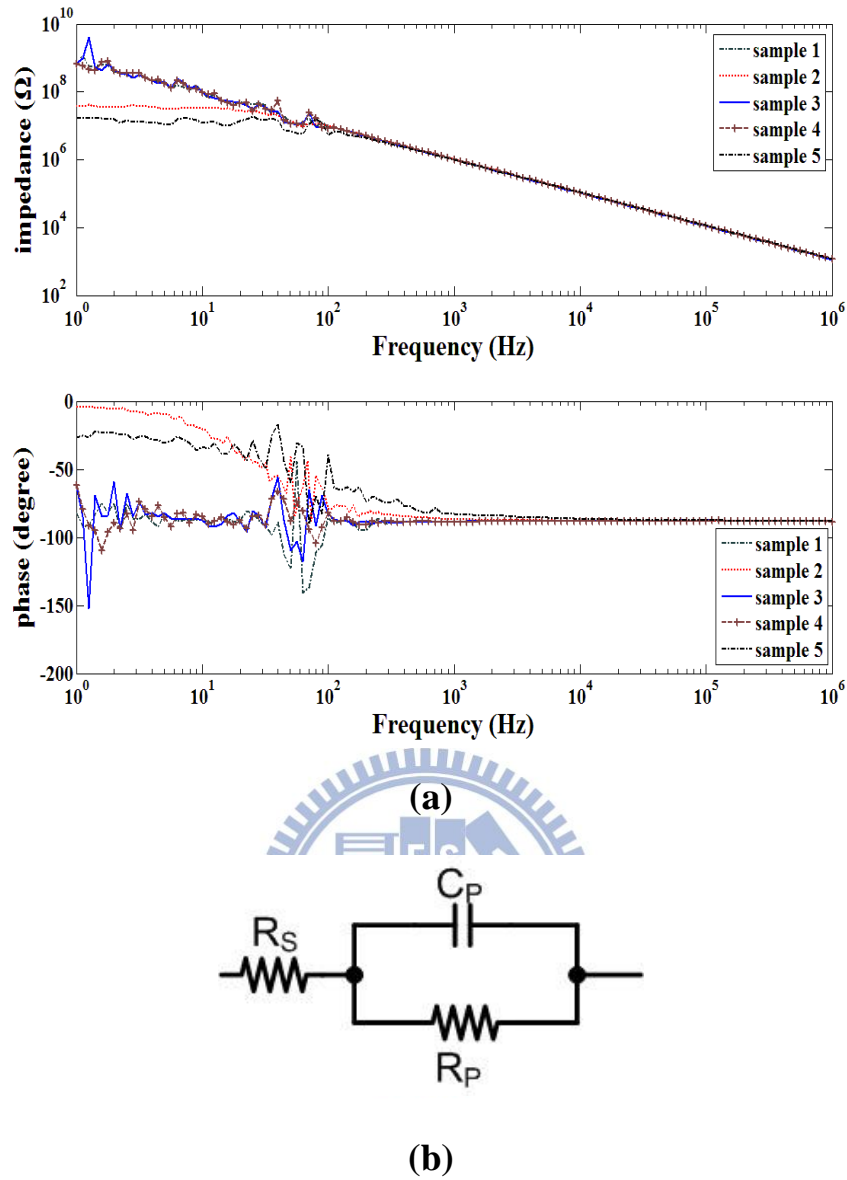 10^10
10^8
10^6
10^4
10^2
impedance (Ω)
sample 1
sample 2
sample 3
sample 4
sample 5
10^0 10^1 10^2 10^3 10^4 10^5 10^6
Frequency (Hz)
0
-50
-100
-150
-200
phase (degree)
sample 1
sample 2
sample 3
sample 4
sample 5
10^0 10^1 10^2 10^3 10^4 10^5 10^6
Frequency (Hz)
(a)
C_P
R_S
R_P
(b)